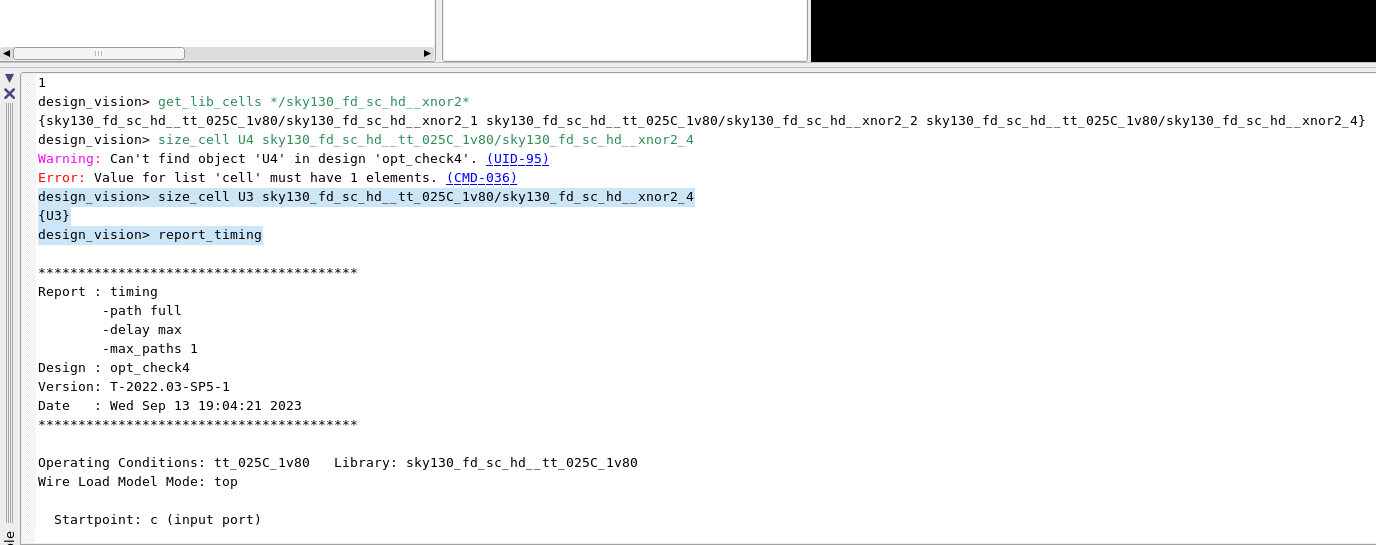 1
design_vision> get_lib_cells */sky130_fd_sc_hd__xnor2*
{sky130_fd_sc_hd__tt_025C_1v80/sky130_fd_sc_hd__xnor2_1 sky130_fd_sc_hd__tt_025C_1v80/sky130_fd_sc_hd__xnor2_2 sky130_fd_sc_hd__tt_025C_1v80/sky130_fd_sc_hd__xnor2_4}
design_vision> size_cell U4 sky130_fd_sc_hd__tt_025C_1v80/sky130_fd_sc_hd__xnor2_4
Warning: Can't find object 'U4' in design 'opt_check4'. (UID-95)
Error: Value for list 'cell' must have 1 elements. (CMD-036)
design_vision> size_cell U3 sky130_fd_sc_hd__tt_025C_1v80/sky130_fd_sc_hd__xnor2_4
{U3}
design_vision> report_timing
****************************************
Report : timing
        -path full
        -delay max
        -max_paths 1
Design : opt_check4
Version: T-2022.03-SP5-1
Date   : Wed Sep 13 19:04:21 2023
****************************************
Operating Conditions: tt_025C_1v80   Library: sky130_fd_sc_hd__tt_025C_1v80
Wire Load Model Mode: top
  Startpoint: c (input port)